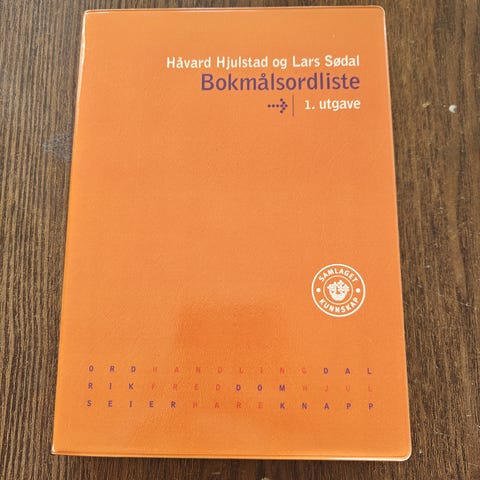 Håvard Hjulstad og Lars Sødal
Bokmålsordliste
1. utgave
SAMLAGET
KUNNSKAP
ORDHANDLINGDAL
RIKFREDDOMHJUL
SEIERHAREKNAPP